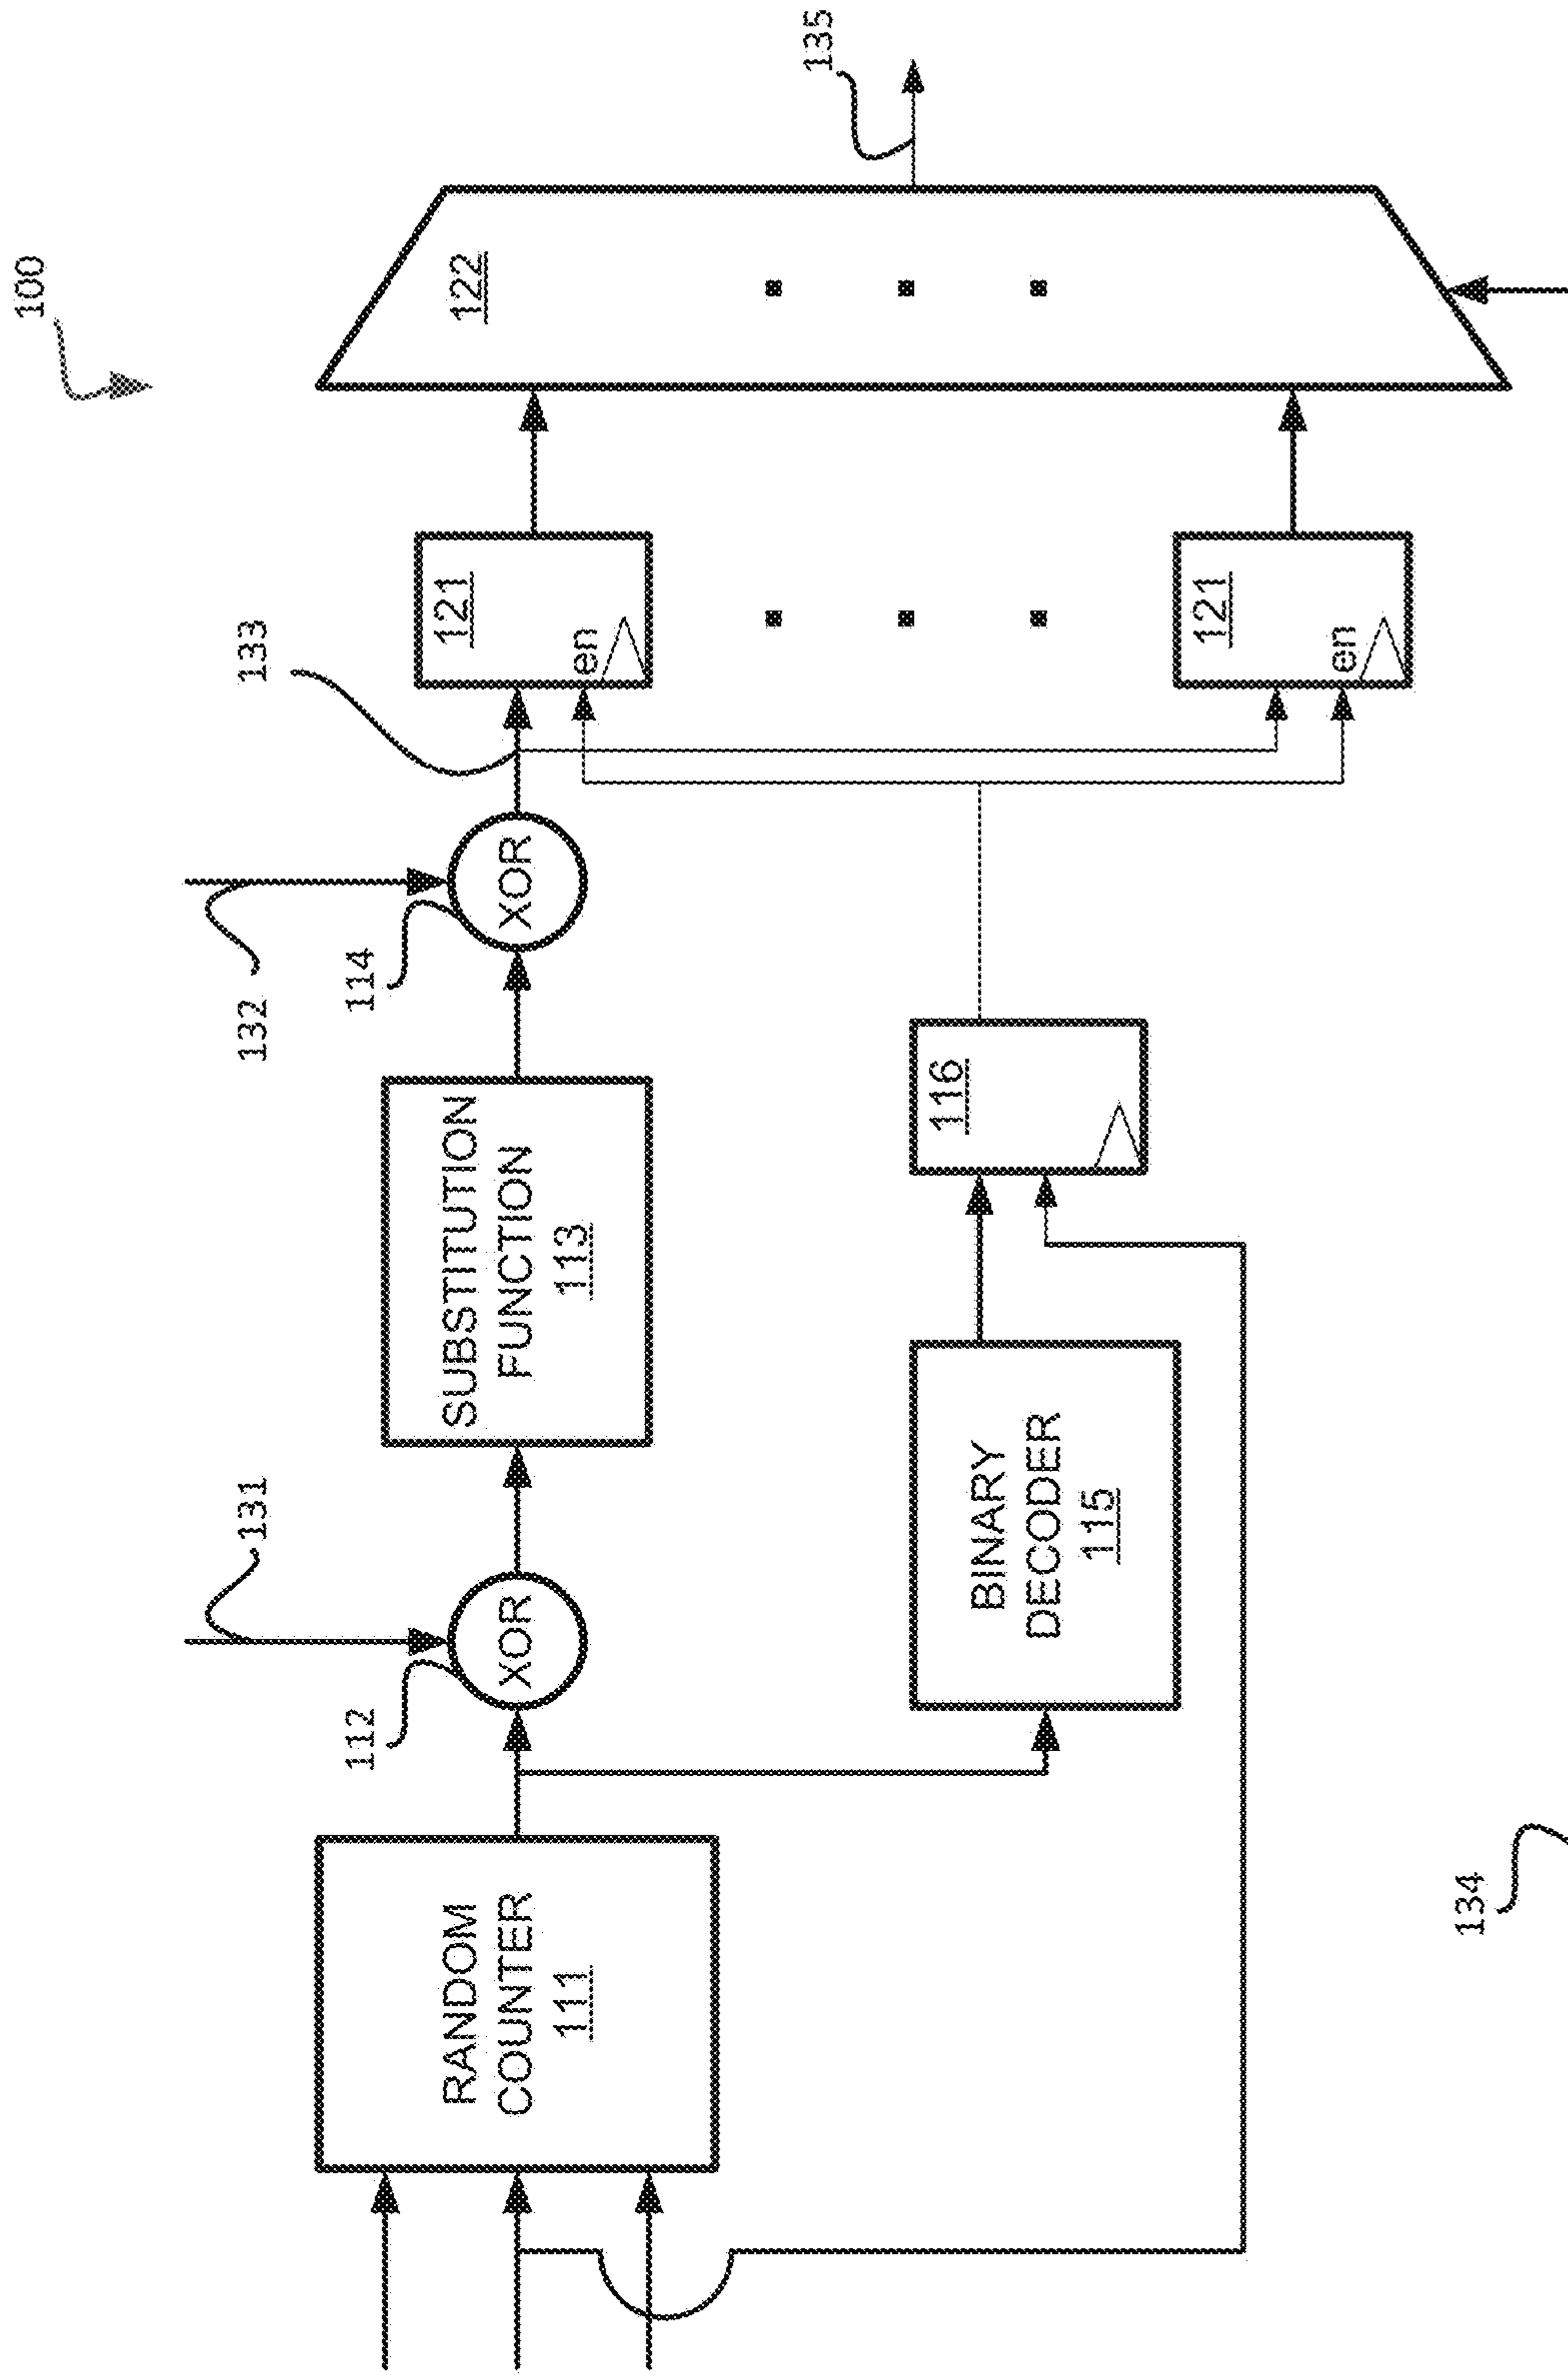 100
RANDOM
COUNTER
111
112
XOR
131
SUBSTITUTION
FUNCTION
113
114
XOR
132
133
121
en
122
135
BINARY
DECODER
115
116
121
en
134